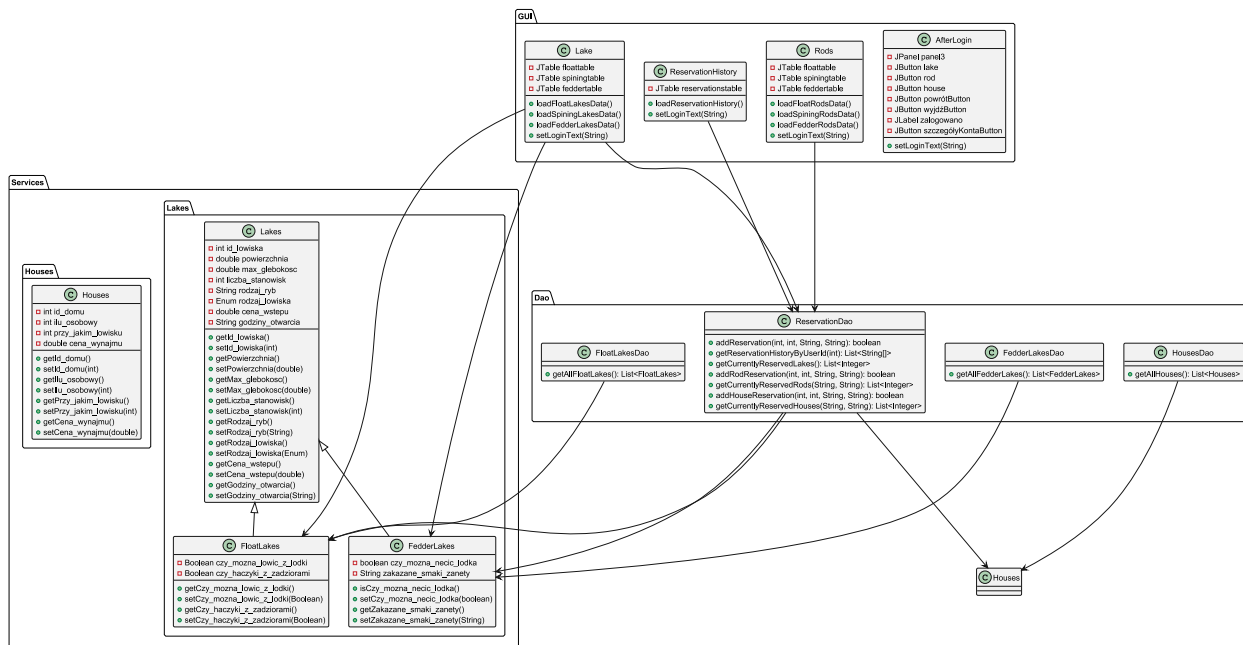 GUI
C Lake
JTable floattable
JTable spiningtable
JTable feddertable
loadFloatLakesData()
loadSpiningLakesData()
loadFedderLakesData()
setLoginText(String)
C ReservationHistory
JTable reservationstable
loadReservationHistory()
setLoginText(String)
C Rods
JTable floattable
JTable spiningtable
JTable feddertable
loadFloatRodsData()
loadSpiningRodsData()
loadFedderRodsData()
setLoginText(String)
C AfterLogin
JPanel panel3
JButton lake
JButton rod
JButton house
JButton powrótButton
JButton wyjdźButton
JLabel zalogowano
JButton szczegółyKontaButton
setLoginText(String)
Services
Houses
C Houses
int id_domu
int ilu_osobowy
int przy_jakim_lowisku
double cena_wynajmu
getId_domu()
setId_domu(int)
getIlu_osobowy()
setIlu_osobowy(int)
getPrzy_jakim_lowisku()
setPrzy_jakim_lowisku(int)
getCena_wynajmu()
setCena_wynajmu(double)
Lakes
C Lakes
int id_lowiska
double powierzchnia
double max_glebokosc
int liczba_stanowisk
String rodzaj_ryb
Enum rodzaj_lowiska
double cena_wstepu
String godziny_otwarcia
getId_lowiska()
setId_lowiska(int)
getPowierzchnia()
setPowierzchnia(double)
getMax_glebokosc()
setMax_glebokosc(double)
getLiczba_stanowisk()
setLiczba_stanowisk(int)
getRodzaj_ryb()
setRodzaj_ryb(String)
getRodzaj_lowiska()
setRodzaj_lowiska(Enum)
getCena_wstepu()
setCena_wstepu(double)
getGodziny_otwarcia()
setGodziny_otwarcia(String)
C FloatLakes
Boolean czy_mozna_lowic_z_lodki
Boolean czy_haczyki_z_zadziorami
getCzy_mozna_lowic_z_lodki()
setCzy_mozna_lowic_z_lodki(Boolean)
getCzy_haczyki_z_zadziorami()
setCzy_haczyki_z_zadziorami(Boolean)
C FedderLakes
boolean czy_mozna_necic_lodka
String zakazane_smaki_zanety
isCzy_mozna_necic_lodka()
setCzy_mozna_necic_lodka(boolean)
getZakazane_smaki_zanety()
setZakazane_smaki_zanety(String)
Dao
C FloatLakesDao
getAllFloatLakes(): List<FloatLakes>
C ReservationDao
addReservation(int, int, String, String): boolean
getReservationHistoryByUserId(int): List<String[]>
getCurrentlyReservedLakes(): List<Integer>
addRodReservation(int, int, String, String): boolean
getCurrentlyReservedRods(String, String): List<Integer>
addHouseReservation(int, int, String, String): boolean
getCurrentlyReservedHouses(String, String): List<Integer>
C FedderLakesDao
getAllFedderLakes(): List<FedderLakes>
C HousesDao
getAllHouses(): List<Houses>
C Houses